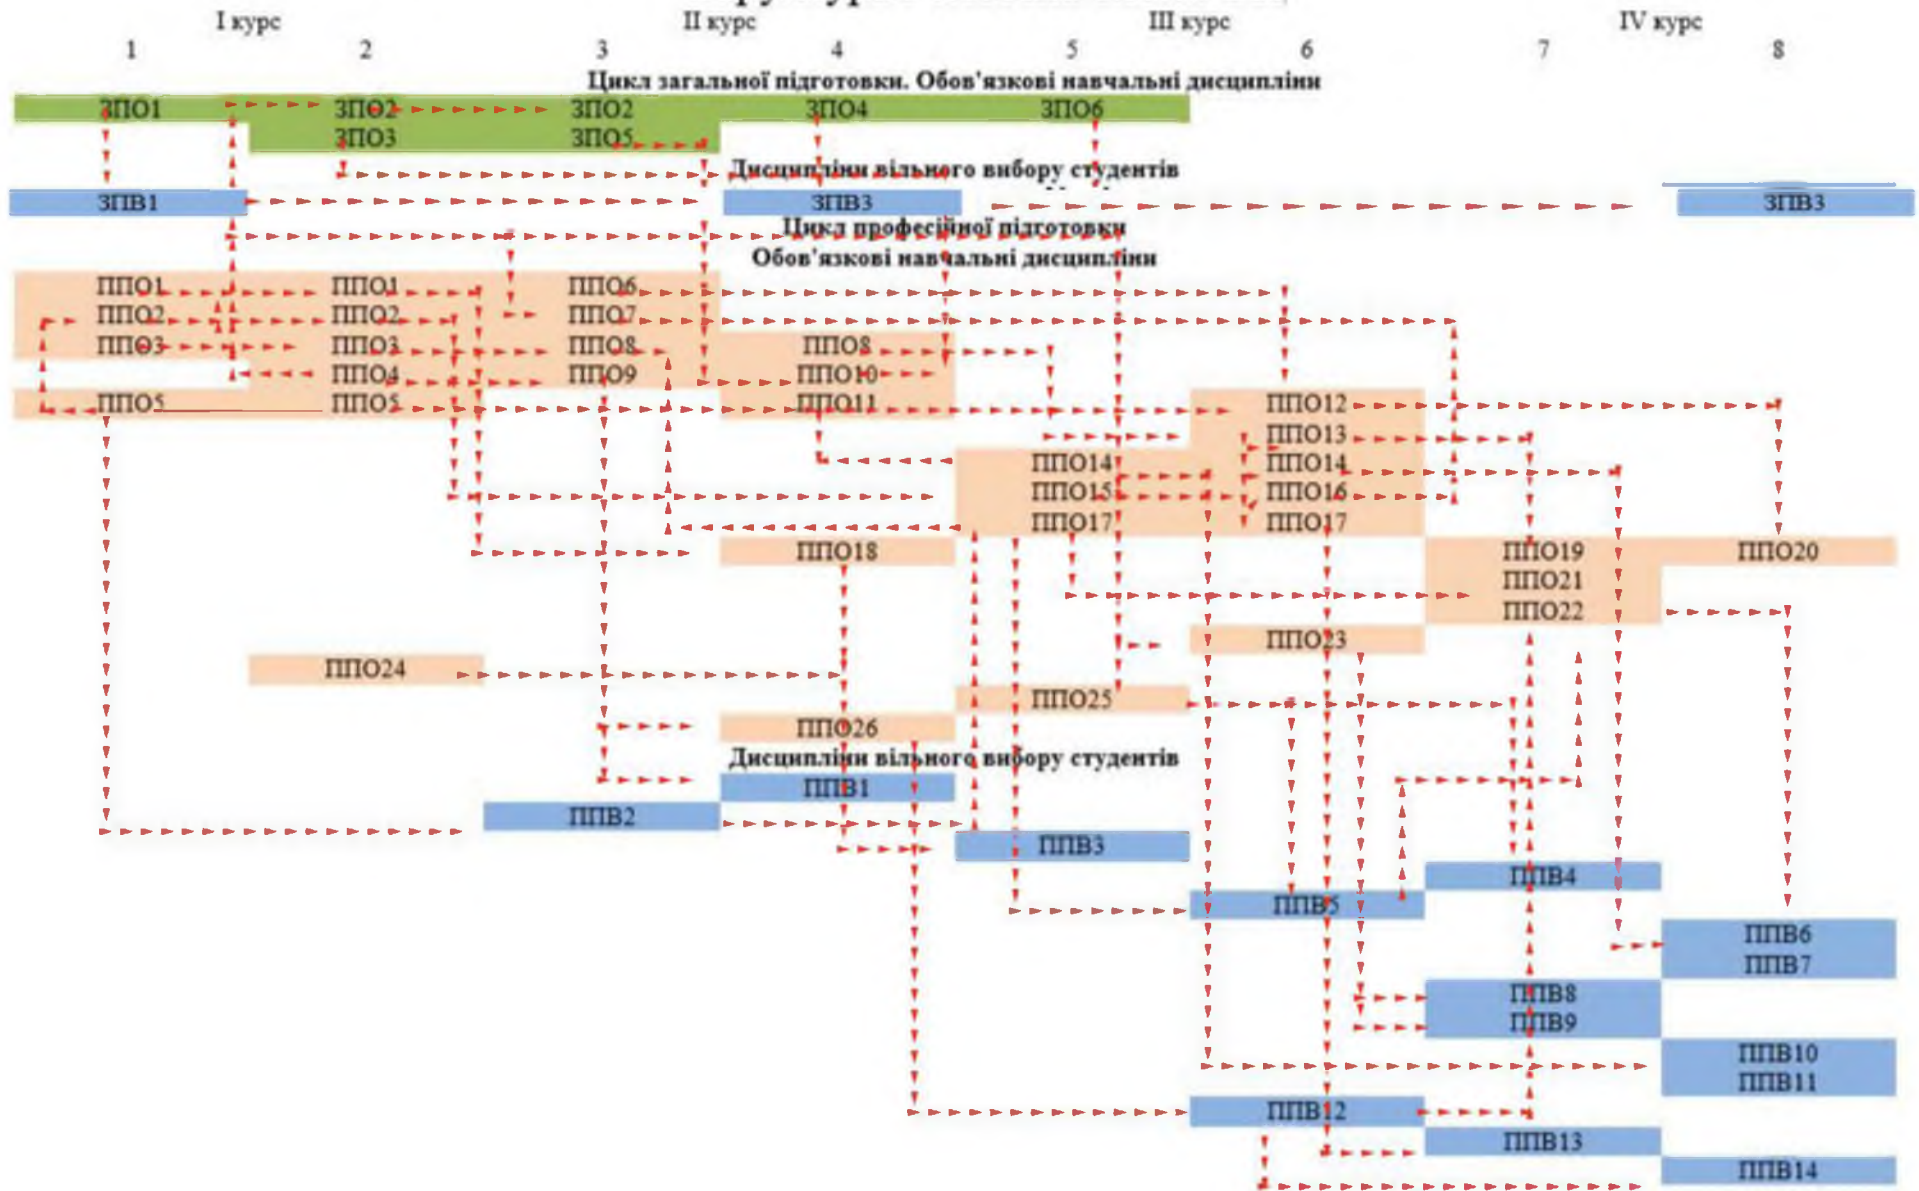 І курс ІІ курс ІІІ курс IV курс
1 2 3 4 5 6 7 8
Цикл загальної підготовки. Обов'язкові навчальні дисципліни
ЗПО1 ЗПО2 ЗПО2 ЗПО4 ЗПО6
ЗПО3 ЗПО5
Дисципліни вільного вибору студентів
ЗПВ1 ЗПВ3 ЗПВ3
Цикл професійної підготовки
Обов'язкові навчальні дисципліни
ППО1 ППО1 ППО6
ППО2 ППО2 ППО7
ППО3 ППО3 ППО8 ППО8
ППО4 ППО9 ППО10
ППО5 ППО5 ППО11 ППО12
ППО13
ППО14 ППО14
ППО15 ППО16
ППО17 ППО17
ППО18 ППО19 ППО20
ППО21
ППО22
ППО23
ППО24
ППО25
ППО26
Дисципліни вільного вибору студентів
ППВ1
ППВ2
ППВ3
ППВ4
ППВ5
ППВ6
ППВ7
ППВ8
ППВ9
ППВ10
ППВ11
ППВ12
ППВ13
ППВ14